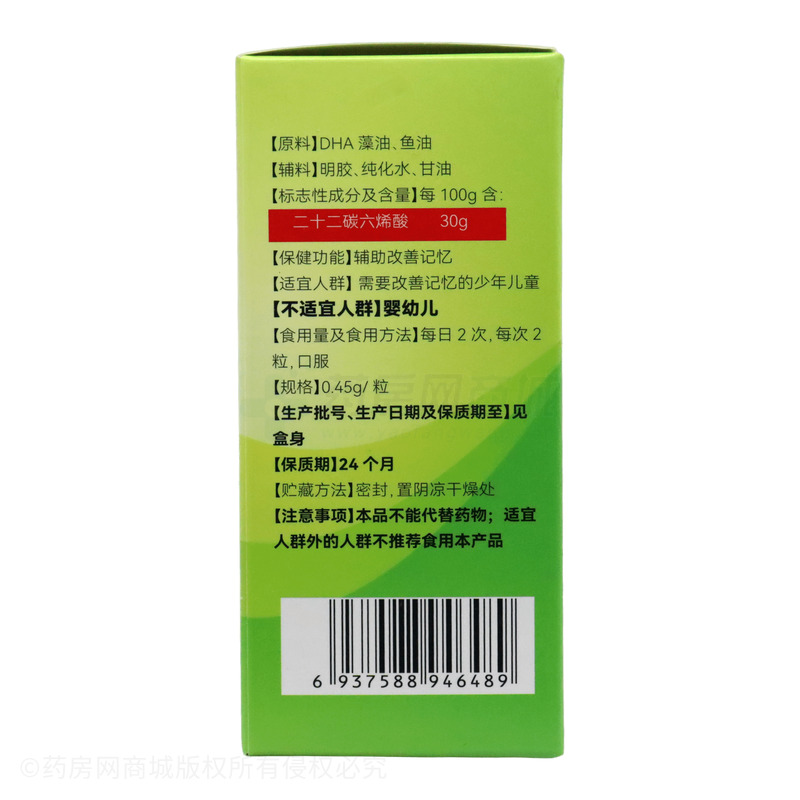 【原料】DHA 藻油、鱼油
【辅料】明胶、纯化水、甘油
【标志性成分及含量】每 100g 含:
二十二碳六烯酸 30g
【保健功能】辅助改善记忆
【适宜人群】需要改善记忆的少年儿童
【不适宜人群】婴幼儿
【食用量及食用方法】每日 2 次,每次 2
粒,口服
【规格】0.45g/ 粒
【生产批号、生产日期及保质期至】见
盒身
【保质期】24 个月
【贮藏方法】密封,置阴凉干燥处
【注意事项】本品不能代替药物；适宜
人群外的人群不推荐食用本产品
6 937588 946489
药房网商城
©药房网商城版权所有侵权必究